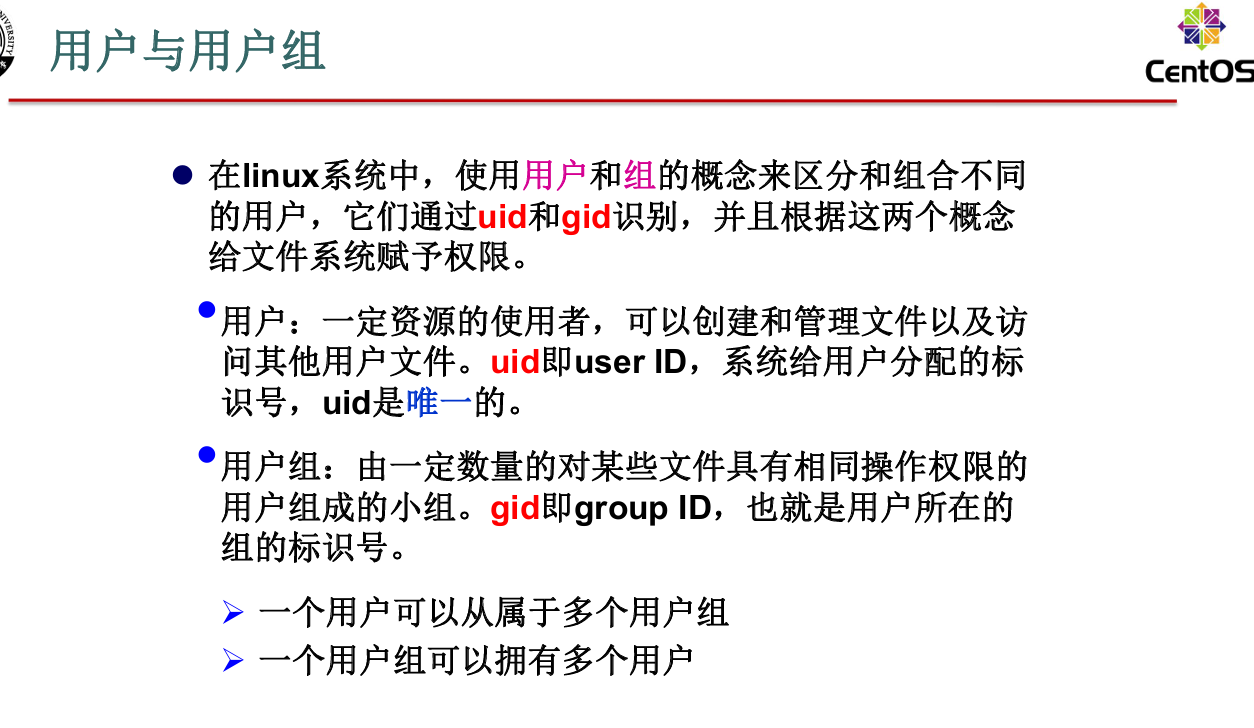 用户与用户组
CentOS
在linux系统中，使用用户和组的概念来区分和组合不同
的用户，它们通过uid和gid识别，并且根据这两个概念
给文件系统赋予权限。
用户：一定资源的使用者，可以创建和管理文件以及访
问其他用户文件。uid即user ID，系统给用户分配的标
识号，uid是唯一的。
用户组：由一定数量的对某些文件具有相同操作权限的
用户组成的小组。gid即group ID，也就是用户所在的
组的标识号。
一个用户可以从属于多个用户组
一个用户组可以拥有多个用户